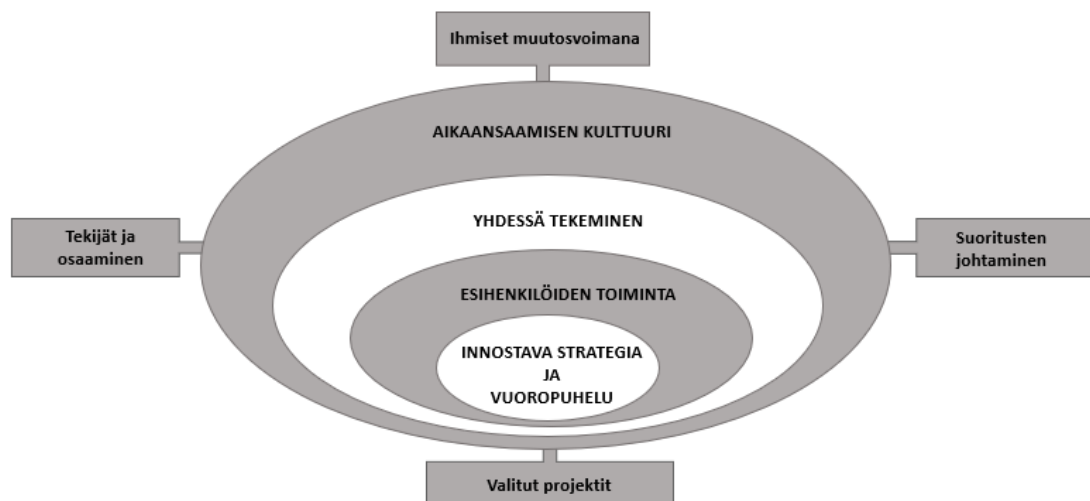 Ihmiset muutosvoimana
AIKAANSAAMISEN KULTTUURI
YHDESSÄ TEKEMINEN
Tekijät ja
osaaminen
Suoritusten
johtaminen
ESIHENKILÖIDEN TOIMINTA
INNOSTAVA STRATEGIA
JA
VUOROPUHELU
Valitut projektit